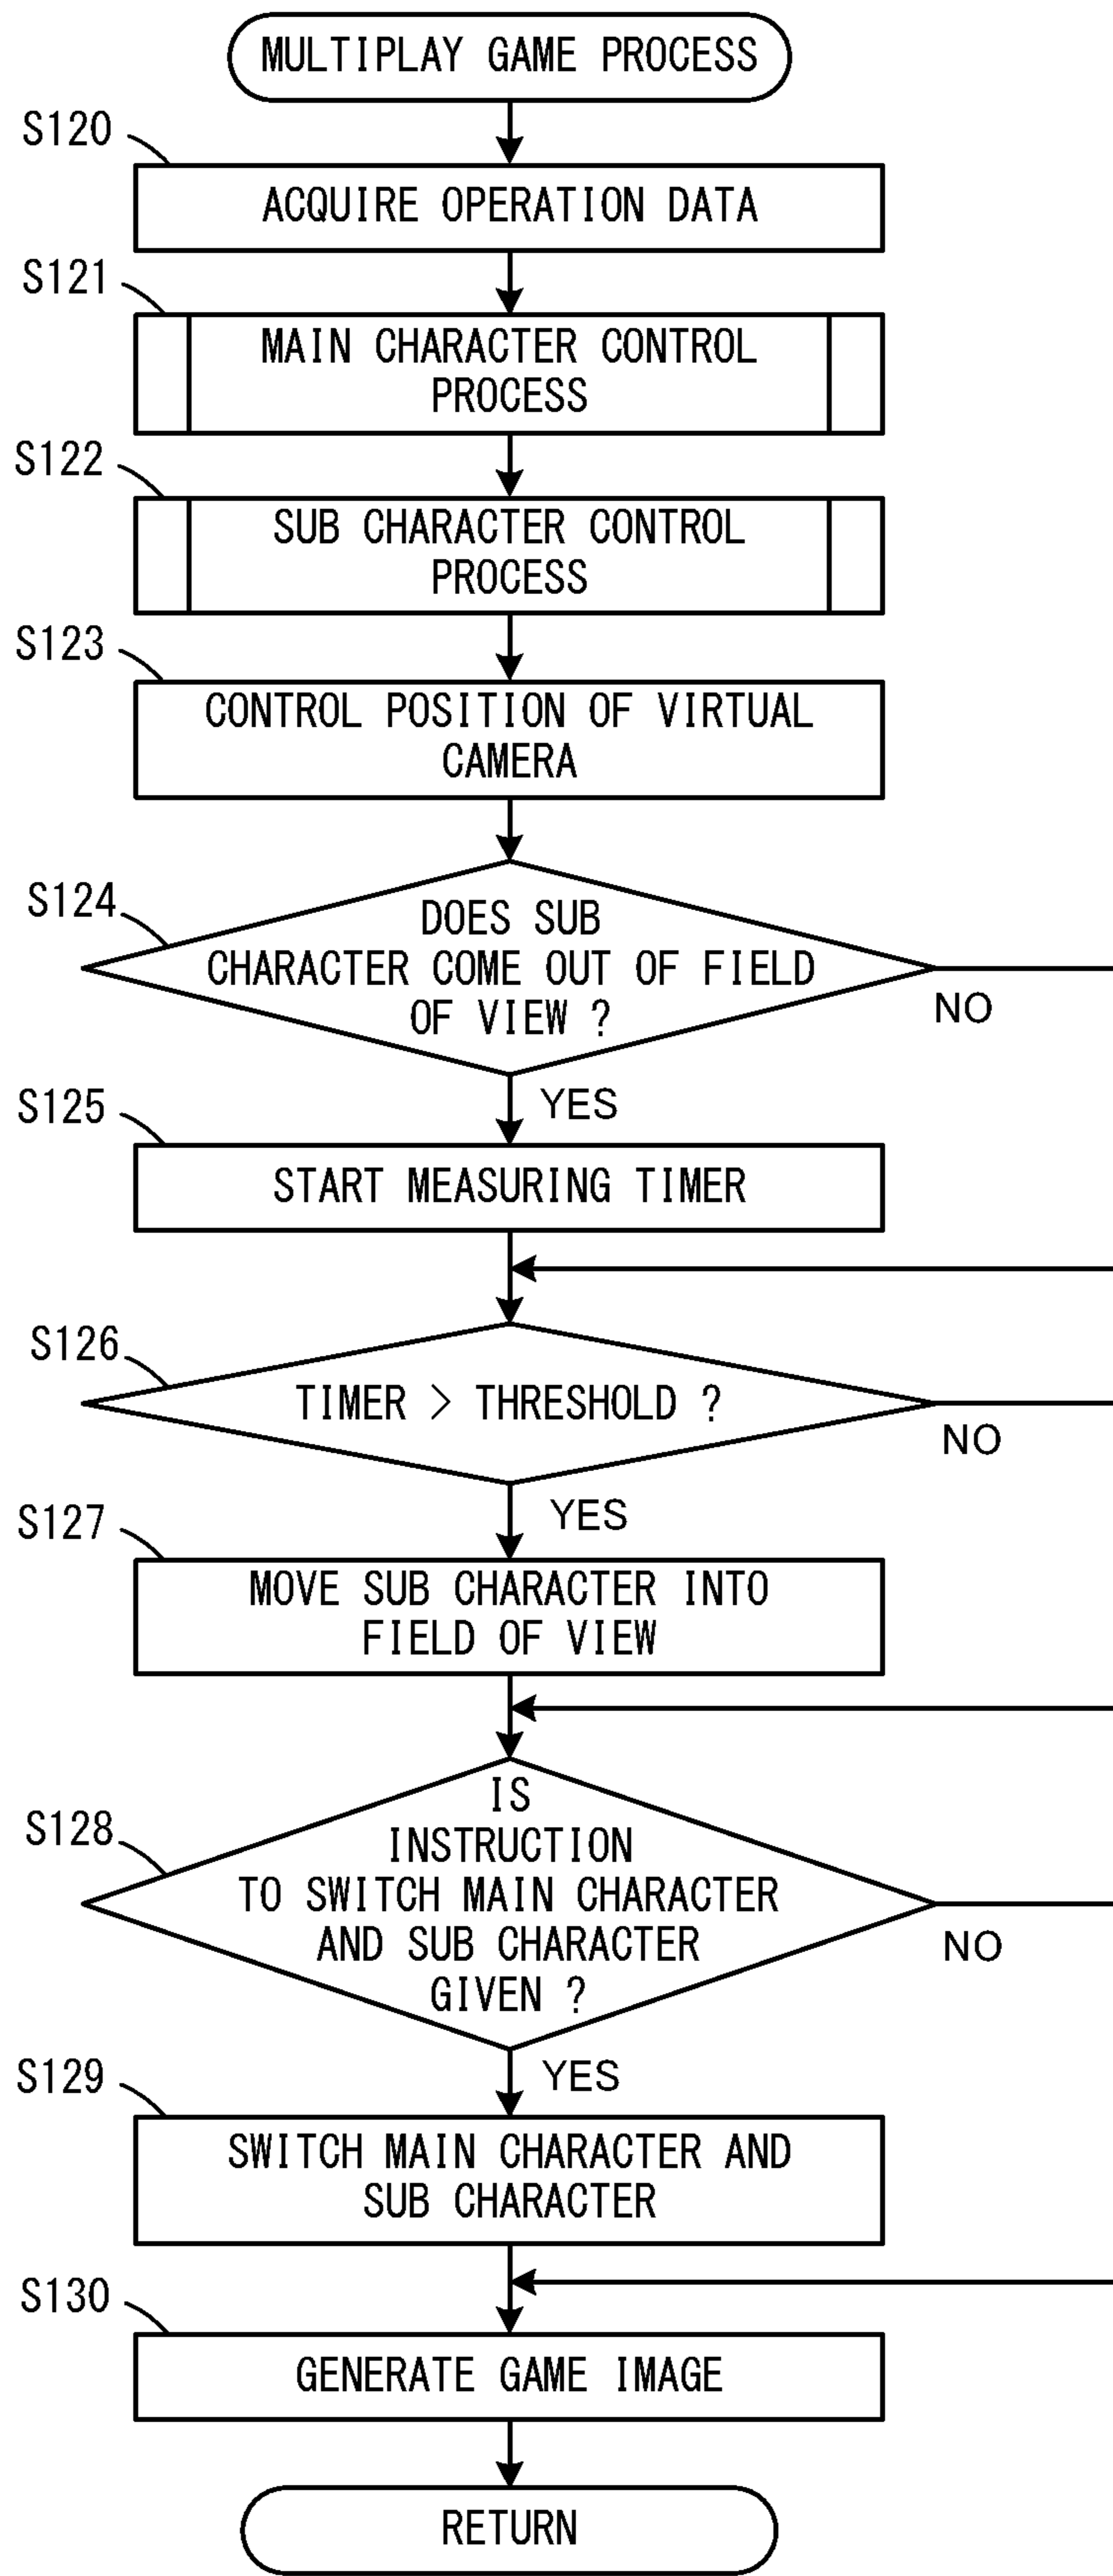 MULTIPLAY GAME PROCESS
S120
ACQUIRE OPERATION DATA
S121
MAIN CHARACTER CONTROL
PROCESS
S122
SUB CHARACTER CONTROL
PROCESS
S123
CONTROL POSITION OF VIRTUAL
CAMERA
S124
DOES SUB
CHARACTER COME OUT OF FIELD
OF VIEW ?
NO
YES
S125
START MEASURING TIMER
S126
TIMER > THRESHOLD ?
NO
YES
S127
MOVE SUB CHARACTER INTO
FIELD OF VIEW
S128
IS
INSTRUCTION
TO SWITCH MAIN CHARACTER
AND SUB CHARACTER
GIVEN ?
NO
YES
S129
SWITCH MAIN CHARACTER AND
SUB CHARACTER
S130
GENERATE GAME IMAGE
RETURN